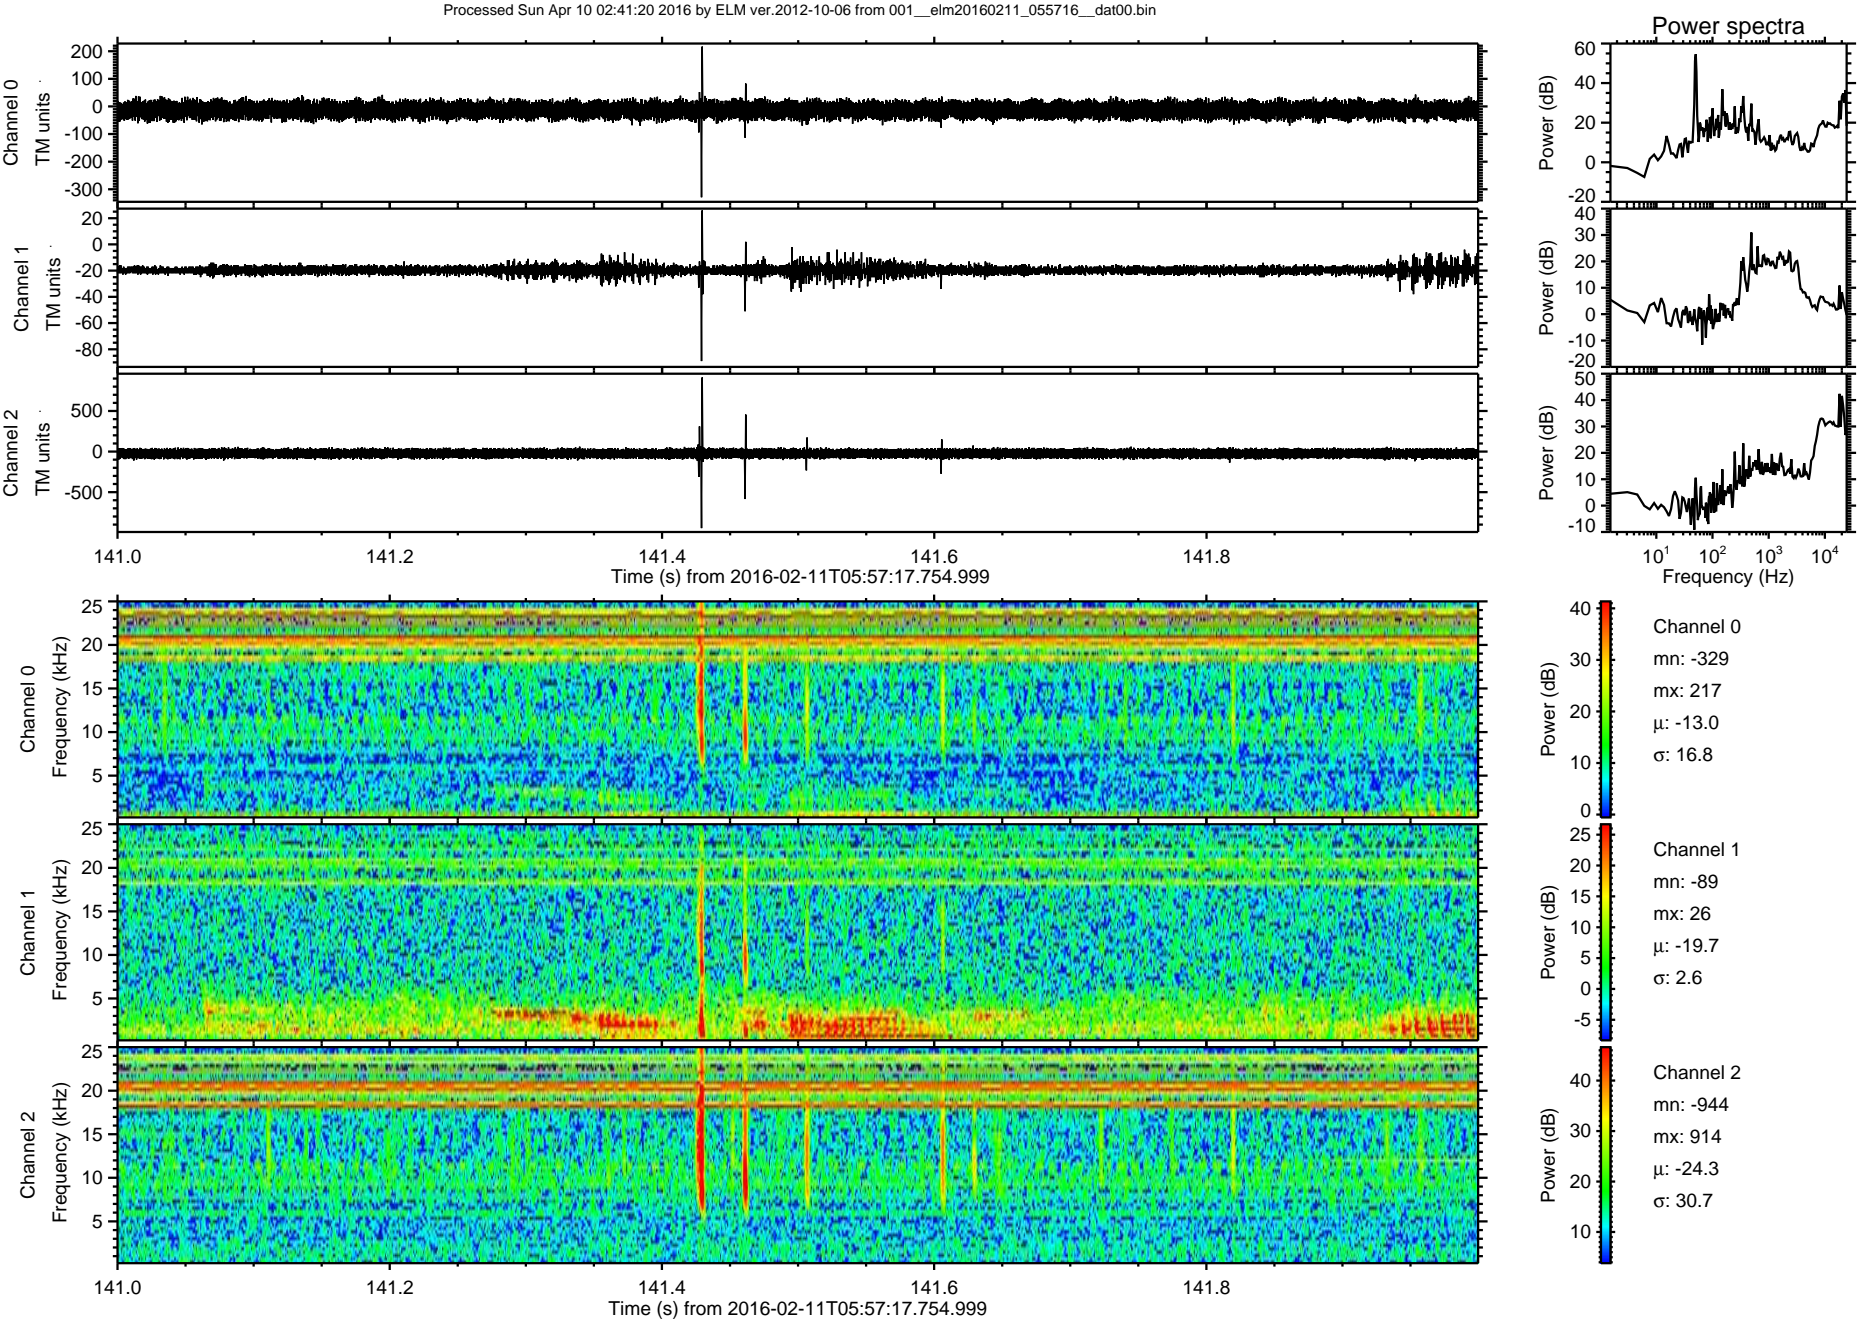 Processed Sun Apr 10 02:41:20 2016 by ELM ver.2012-10-06 from 001__elm20160211_055716__dat00.bin
Power spectra
Channel 0
TM units
200
100
0
-100
-200
-300
Power (dB)
60
40
20
0
-20
Channel 1
TM units
20
0
-20
-40
-60
-80
Power (dB)
40
30
20
10
0
-10
-20
Channel 2
TM units
500
0
-500
Power (dB)
50
40
30
20
10
0
-10
141.0 141.2 141.4 141.6 141.8
Time (s) from 2016-02-11T05:57:17.754.999
10^1 10^2 10^3 10^4
Frequency (Hz)
Channel 0
Frequency (kHz)
25
20
15
10
5
Power (dB)
40
30
20
10
0
Channel 0
mn: -329
mx: 217
μ: -13.0
σ: 16.8
Channel 1
Frequency (kHz)
25
20
15
10
5
Power (dB)
25
20
15
10
5
0
-5
Channel 1
mn: -89
mx: 26
μ: -19.7
σ: 2.6
Channel 2
Frequency (kHz)
25
20
15
10
5
Power (dB)
40
30
20
10
Channel 2
mn: -944
mx: 914
μ: -24.3
σ: 30.7
141.0 141.2 141.4 141.6 141.8
Time (s) from 2016-02-11T05:57:17.754.999